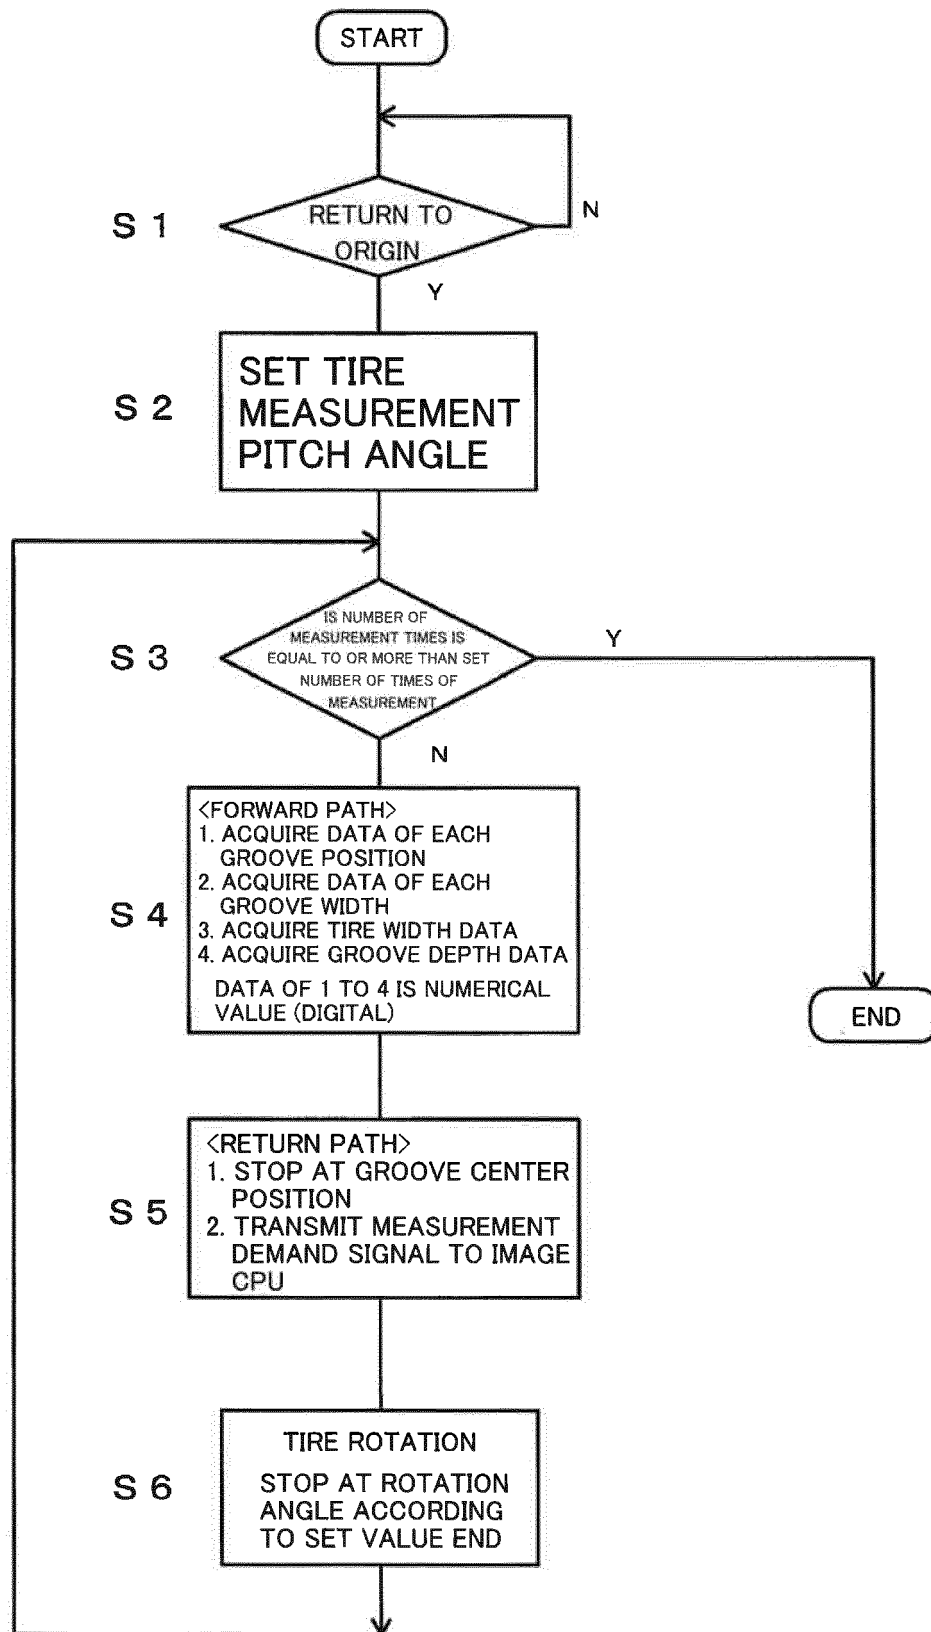 START
N
S 1
RETURN TO
ORIGIN
Y
S 2
SET TIRE
MEASUREMENT
PITCH ANGLE
S 3
IS NUMBER OF
MEASUREMENT TIMES IS
EQUAL TO OR MORE THAN SET
NUMBER OF TIMES OF
MEASUREMENT
Y
N
S 4
<FORWARD PATH>
1. ACQUIRE DATA OF EACH
GROOVE POSITION
2. ACQUIRE DATA OF EACH
GROOVE WIDTH
3. ACQUIRE TIRE WIDTH DATA
4. ACQUIRE GROOVE DEPTH DATA
DATA OF 1 TO 4 IS NUMERICAL
VALUE (DIGITAL)
END
S 5
<RETURN PATH>
1. STOP AT GROOVE CENTER
POSITION
2. TRANSMIT MEASUREMENT
DEMAND SIGNAL TO IMAGE
CPU
S 6
TIRE ROTATION
STOP AT ROTATION
ANGLE ACCORDING
TO SET VALUE END